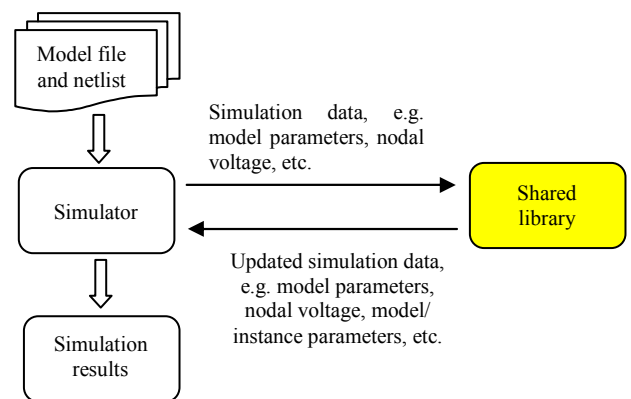 Model file
and netlist
Simulation data, e.g.
model parameters, nodal
voltage, etc.
Simulator
Shared
library
Updated simulation data,
e.g. model parameters,
nodal voltage, model/
instance parameters, etc.
Simulation
results